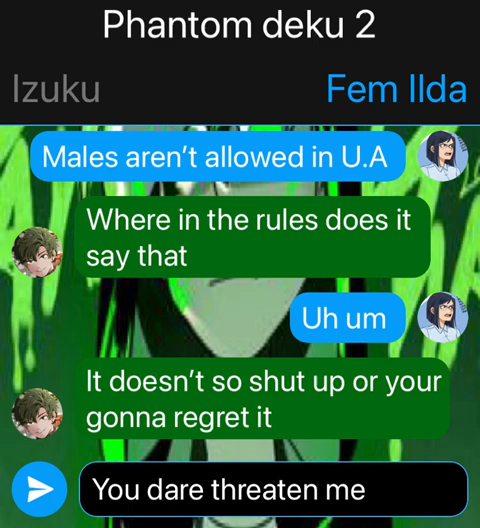 Phantom deku 2
Izuku
Fem Ilda
Males aren’t allowed in U.A
Where in the rules does it
say that
Uh um
It doesn’t so shut up or your
gonna regret it
You dare threaten me